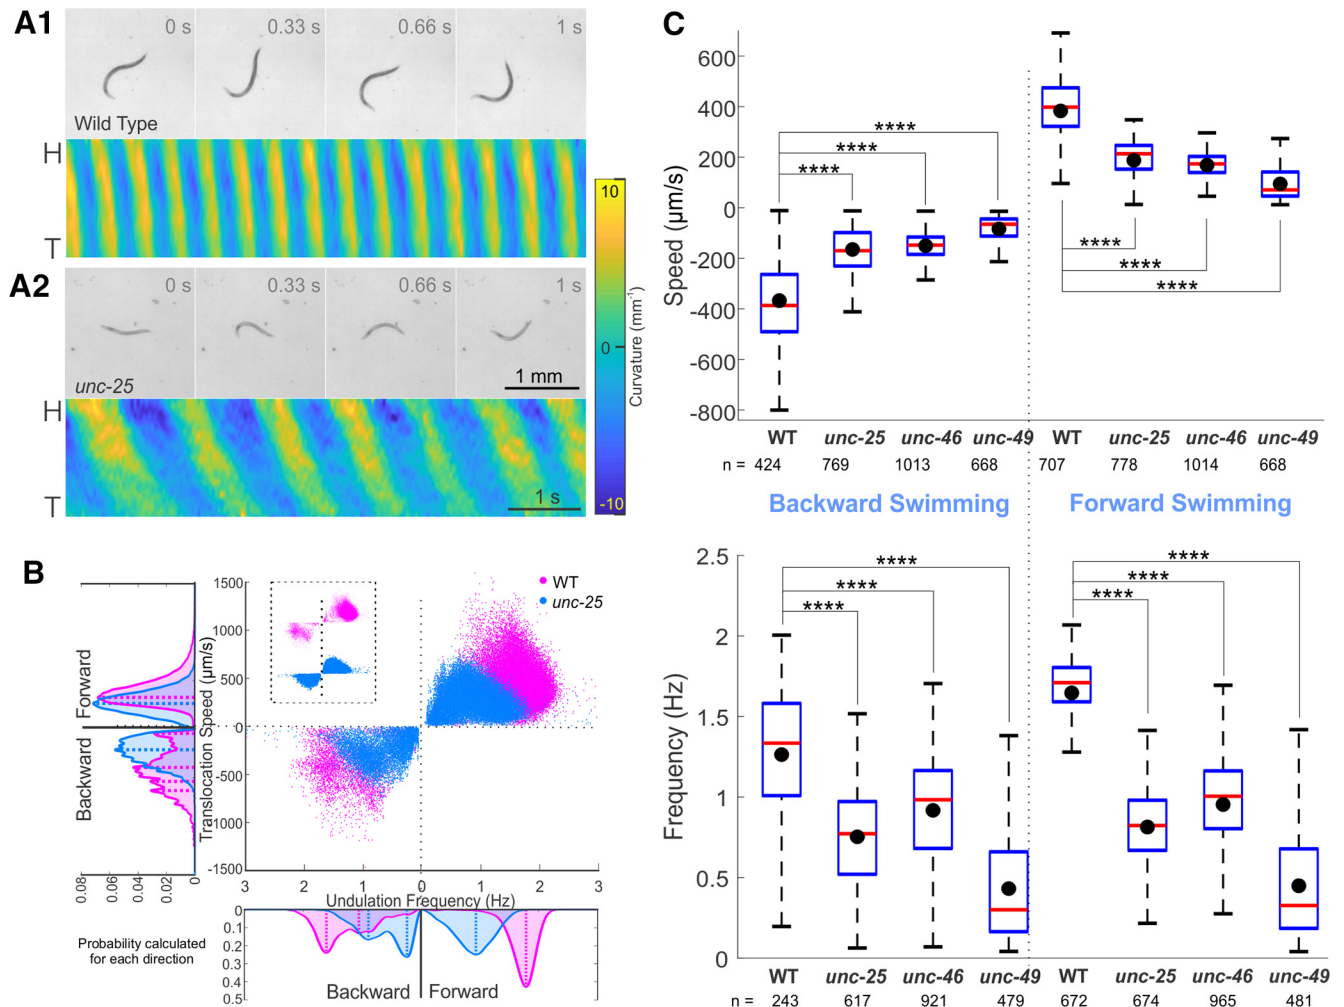 A1
0 s
0.33 s
0.66 s
1 s
Wild Type
H
T
A2
0 s
0.33 s
0.66 s
1 s
unc-25
1 mm
H
T
1 s
10
0
-10
Curvature (mm⁻¹)
B
WT
unc-25
1500
1000
500
0
-500
-1000
-1500
Translocation Speed (µm/s)
Forward
Backward
0.08
0.06
0.04
0.02
0
3
2
1
0
1
2
3
Undulation Frequency (Hz)
0
0.1
0.2
0.3
0.4
0.5
Backward
Forward
Probability calculated
for each direction
C
600
400
200
0
-200
-400
-600
-800
Speed (µm/s)
****
****
****
****
****
****
WT unc-25 unc-46 unc-49 WT unc-25 unc-46 unc-49
n = 424 769 1013 668 707 778 1014 668
Backward Swimming Forward Swimming
2.5
2
1.5
1
0.5
0
Frequency (Hz)
****
****
****
****
****
****
WT unc-25 unc-46 unc-49 WT unc-25 unc-46 unc-49
n = 243 617 921 479 672 674 965 481